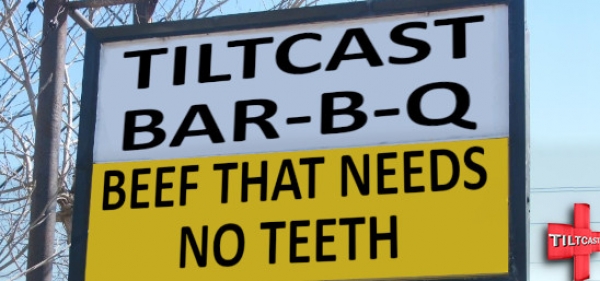 TILTCAST
BAR-B-Q
BEEF THAT NEEDS
NO TEETH
TILTCAST